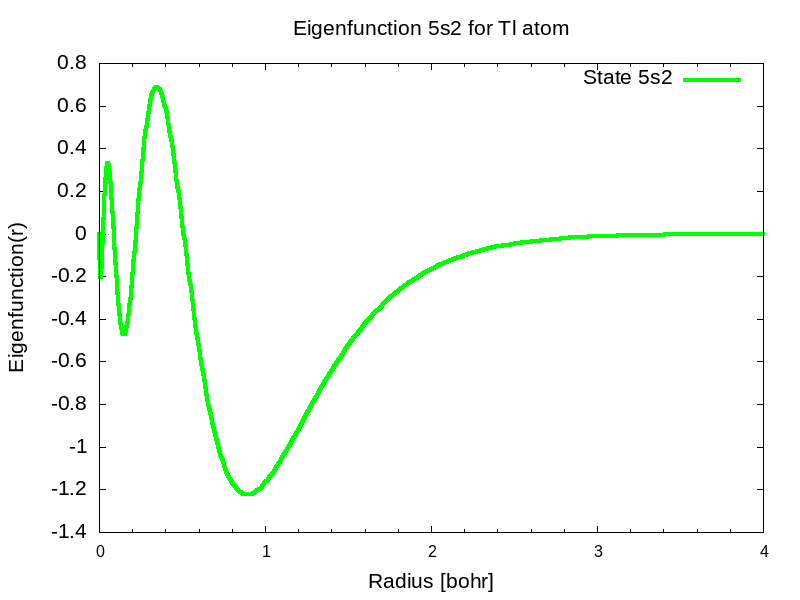 Eigenfunction 5s2 for Tl atom
State 5s2
0.8
0.6
0.4
0.2
0
-0.2
-0.4
-0.6
-0.8
-1
-1.2
-1.4
Eigenfunction(r)
0 1 2 3 4
Radius [bohr]